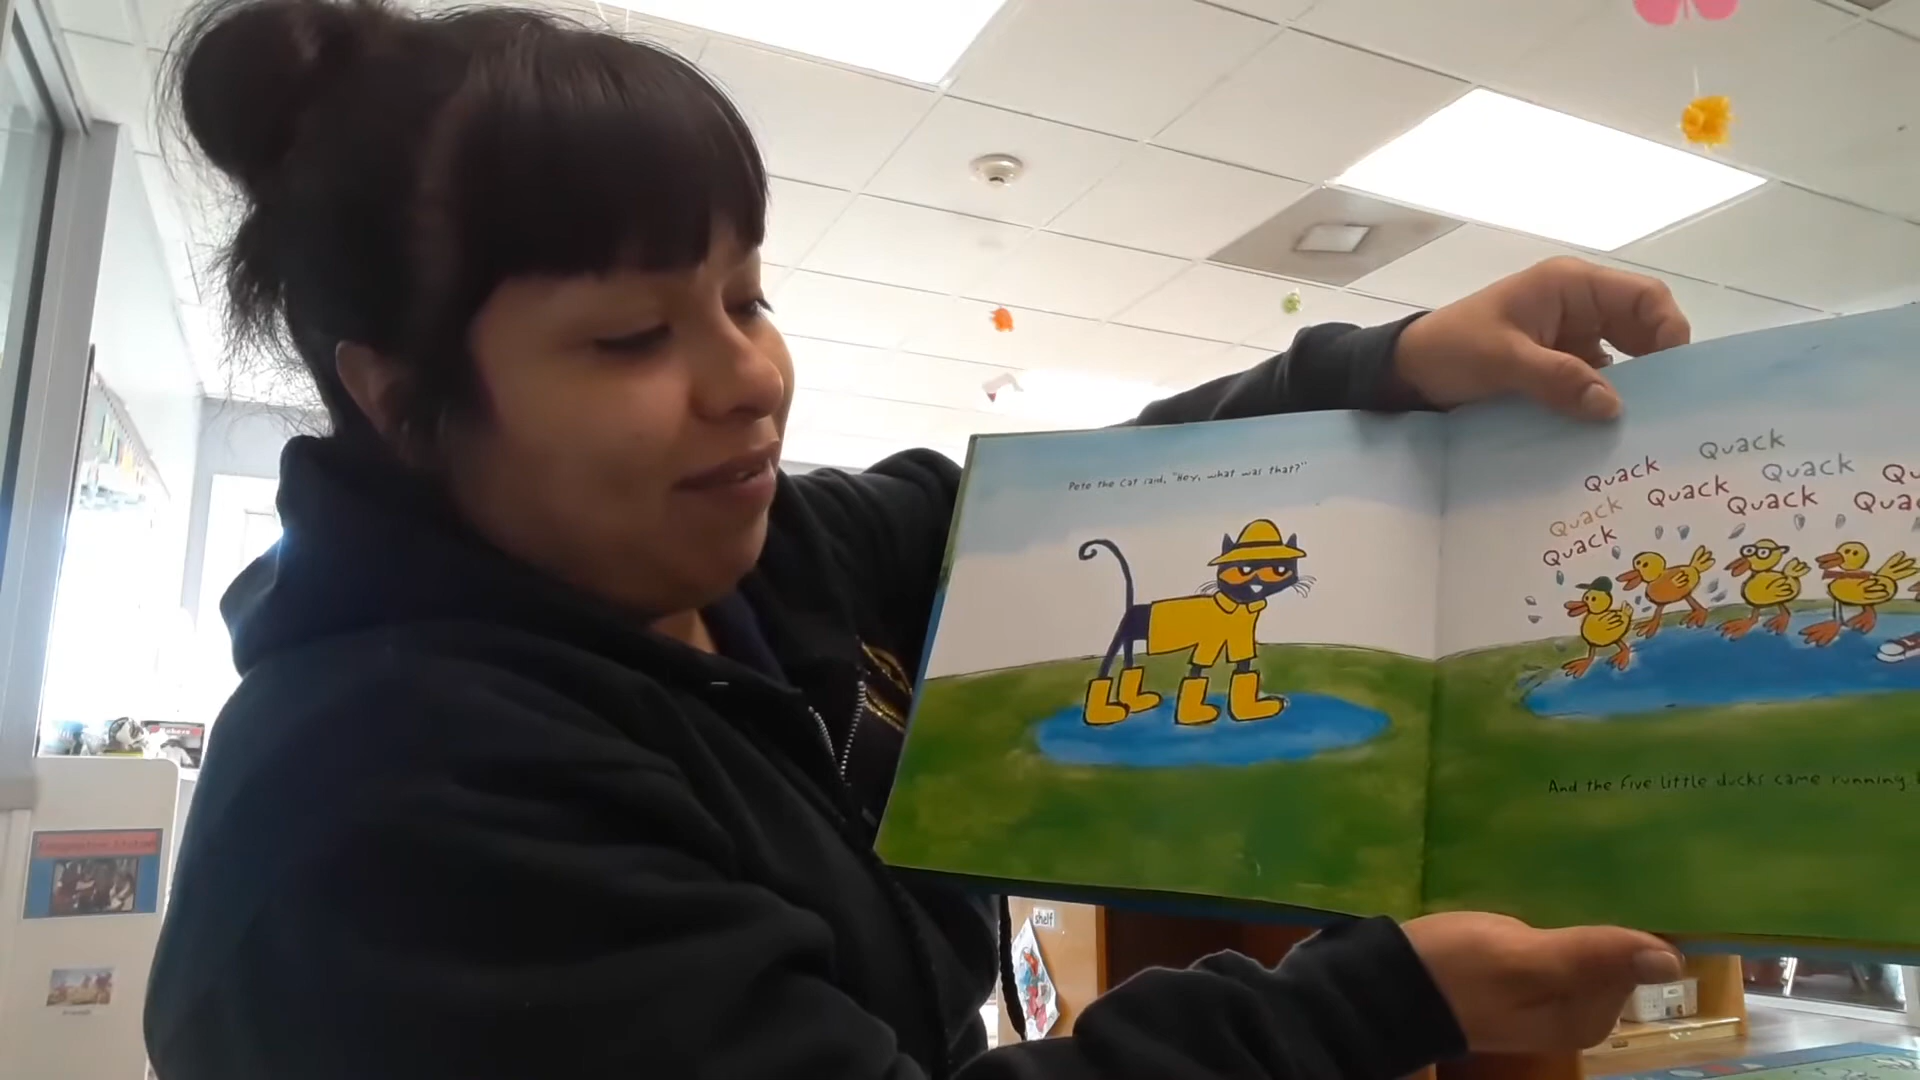 Pete the Cat said, "Hey, what was that?"
Quack Quack
Quack Quack
Quack Quack Quack
Quack
And the five little ducks came running
shelf